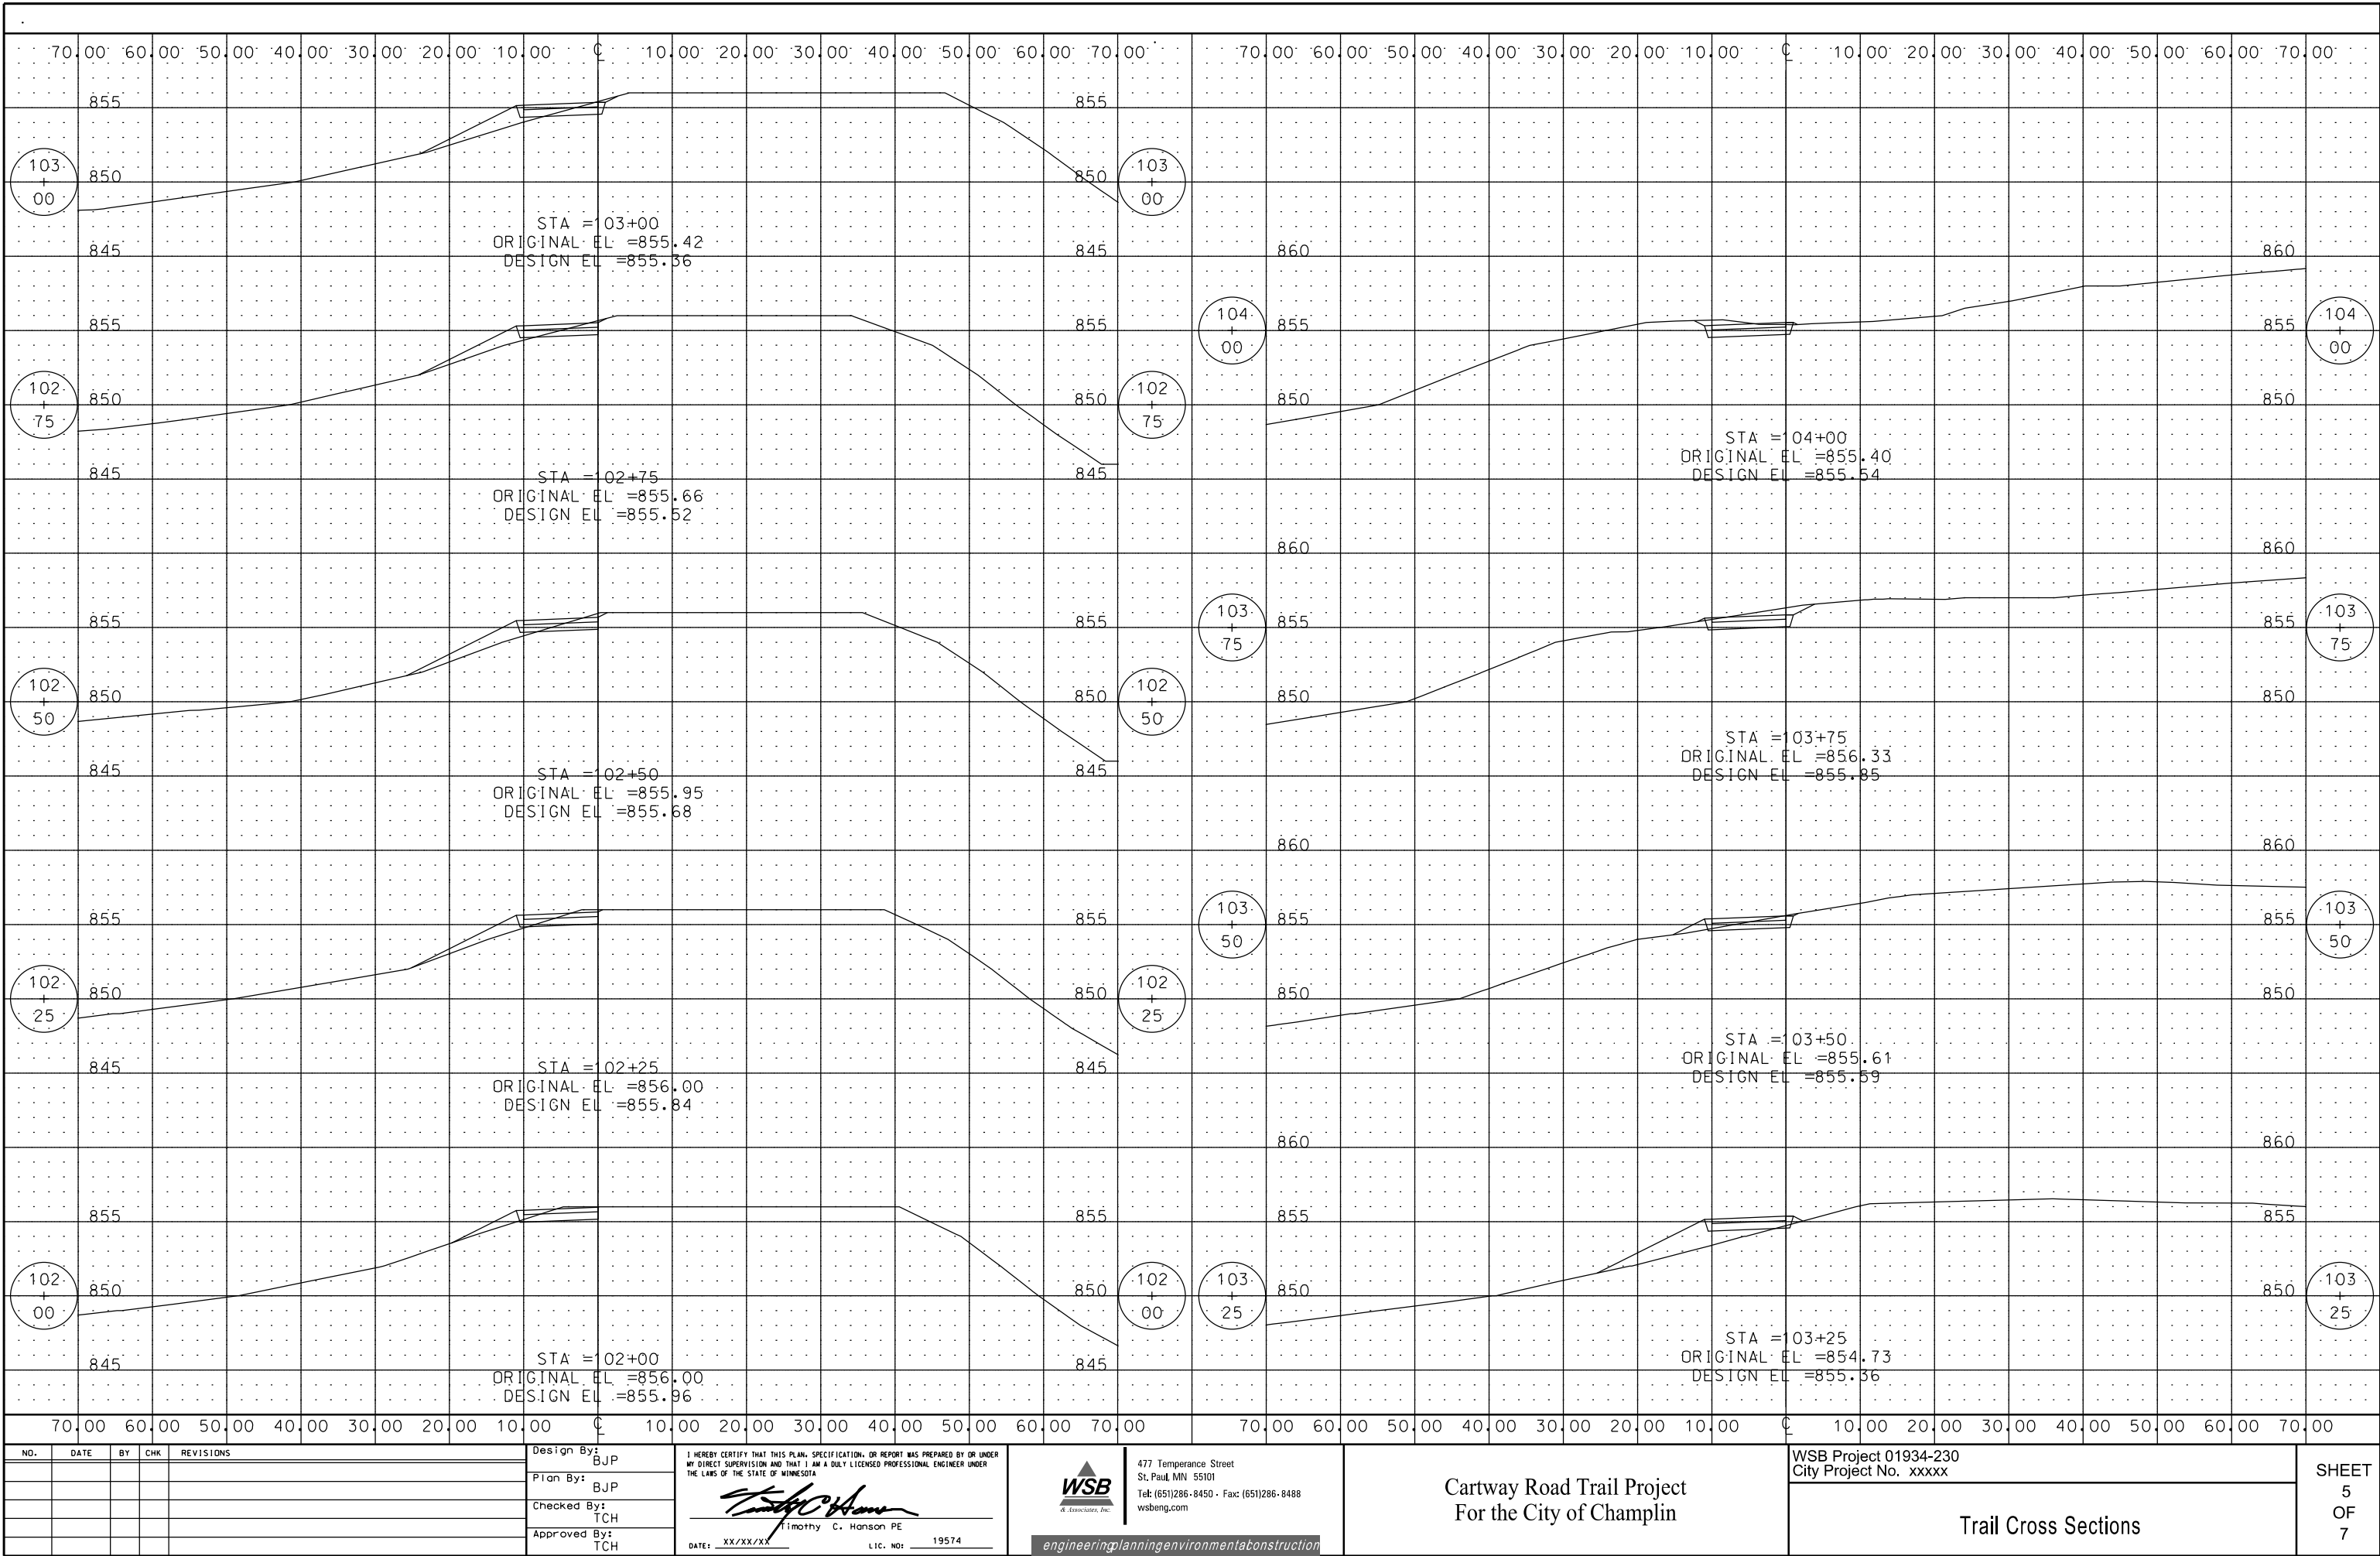 70.00 60.00 50.00 40.00 30.00 20.00 10.00 ℄ 10.00 20.00 30.00 40.00 50.00 60.00 70.00
70.00 60.00 50.00 40.00 30.00 20.00 10.00 ℄ 10.00 20.00 30.00 40.00 50.00 60.00 70.00
855 855
103 + 00 850 850 103 + 00
STA =103+00
ORIGINAL EL =855.42
DESIGN EL =855.36
845 845
855 855
102 + 75 850 850 102 + 75
845 845
STA =102+75
ORIGINAL EL =855.66
DESIGN EL =855.52
855 855
102 + 50 850 850 102 + 50
845 845
STA =102+50
ORIGINAL EL =855.95
DESIGN EL =855.68
855 855
102 + 25 850 850 102 + 25
845 845
STA =102+25
ORIGINAL EL =856.00
DESIGN EL =855.84
855 855
102 + 00 850 850 102 + 00
845 845
STA =102+00
ORIGINAL EL =856.00
DESIGN EL =855.96
860 860
104 + 00 855 855 104 + 00
850 850
STA =104+00
ORIGINAL EL =855.40
DESIGN EL =855.54
860 860
103 + 75 855 855 103 + 75
850 850
STA =103+75
ORIGINAL EL =856.33
DESIGN EL =855.85
860 860
103 + 50 855 855 103 + 50
850 850
STA =103+50
ORIGINAL EL =855.61
DESIGN EL =855.59
860 860
855 855
103 + 25 850 850 103 + 25
STA =103+25
ORIGINAL EL =854.73
DESIGN EL =855.36
70.00 60.00 50.00 40.00 30.00 20.00 10.00 ℄ 10.00 20.00 30.00 40.00 50.00 60.00 70.00
70.00 60.00 50.00 40.00 30.00 20.00 10.00 ℄ 10.00 20.00 30.00 40.00 50.00 60.00 70.00
NO. DATE BY CHK REVISIONS
Design By:
BJP
Plan By:
BJP
Checked By:
TCH
Approved By:
TCH
I HEREBY CERTIFY THAT THIS PLAN, SPECIFICATION, OR REPORT WAS PREPARED BY OR UNDER
MY DIRECT SUPERVISION AND THAT I AM A DULY LICENSED PROFESSIONAL ENGINEER UNDER
THE LAWS OF THE STATE OF MINNESOTA
Timothy C. Hanson PE
DATE: XX/XX/XX LIC. NO: 19574
WSB
& Associates, Inc.
477 Temperance Street
St. Paul, MN 55101
Tel: (651)286-8450 - Fax: (651)286-8488
wsbeng.com
engineeringplanningenvironmentalconstruction
Cartway Road Trail Project
For the City of Champlin
WSB Project 01934-230
City Project No. xxxxx
Trail Cross Sections
SHEET
5
OF
7